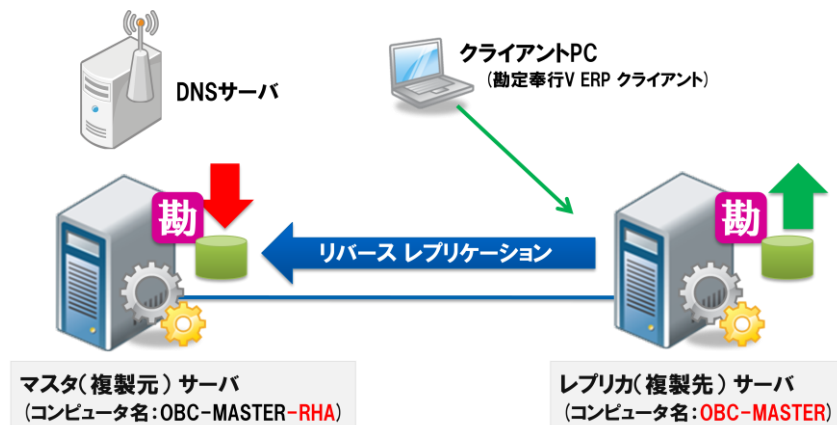 DNSサーバ
クライアントPC
(勘定奉行V ERP クライアント)
勘
勘
リバース レプリケーション
マスタ(複製元) サーバ
(コンピュータ名:OBC-MASTER-RHA)
レプリカ(複製先) サーバ
(コンピュータ名:OBC-MASTER)